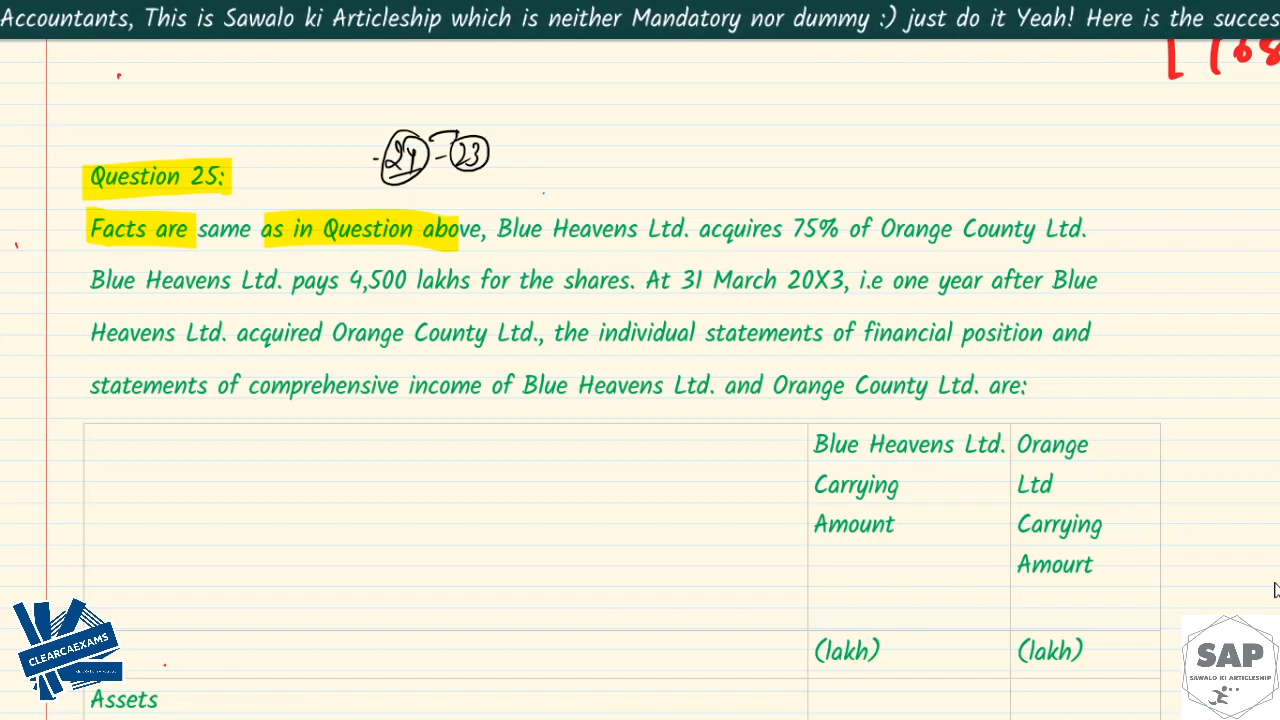 Accountants, This is Sawalo ki Articleship which is neither Mandatory nor dummy :) just do it Yeah! Here is the succes
24 - 23
Question 25:
Facts are same as in Question above, Blue Heavens Ltd. acquires 75% of Orange County Ltd.
Blue Heavens Ltd. pays 4,500 lakhs for the shares. At 31 March 20X3, i.e one year after Blue
Heavens Ltd. acquired Orange County Ltd., the individual statements of financial position and
statements of comprehensive income of Blue Heavens Ltd. and Orange County Ltd. are:
Blue Heavens Ltd. Orange
Carrying Ltd
Amount Carrying
Amourt
(lakh) (lakh)
Assets
CLEARCAEXAMS
SAP
SAWALO KI ARTICLESHIP